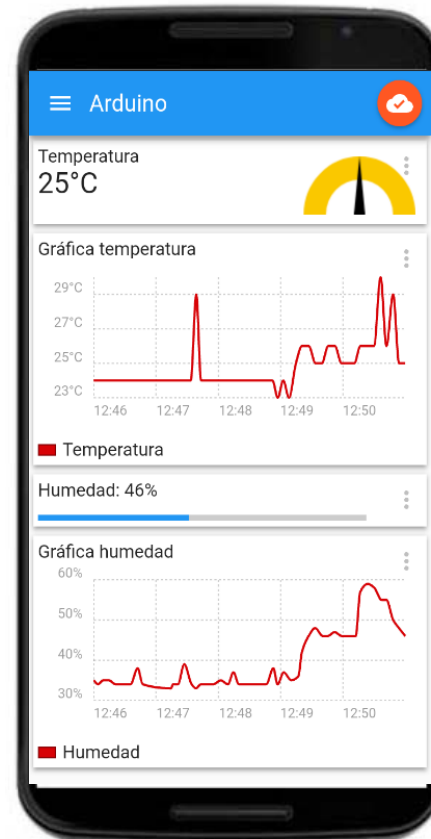 Arduino
Temperatura
25°C
Gráfica temperatura
29°C
27°C
25°C
23°C
12:46 12:47 12:48 12:49 12:50
Temperatura
Humedad: 46%
Gráfica humedad
60%
50%
40%
30%
12:46 12:47 12:48 12:49 12:50
Humedad